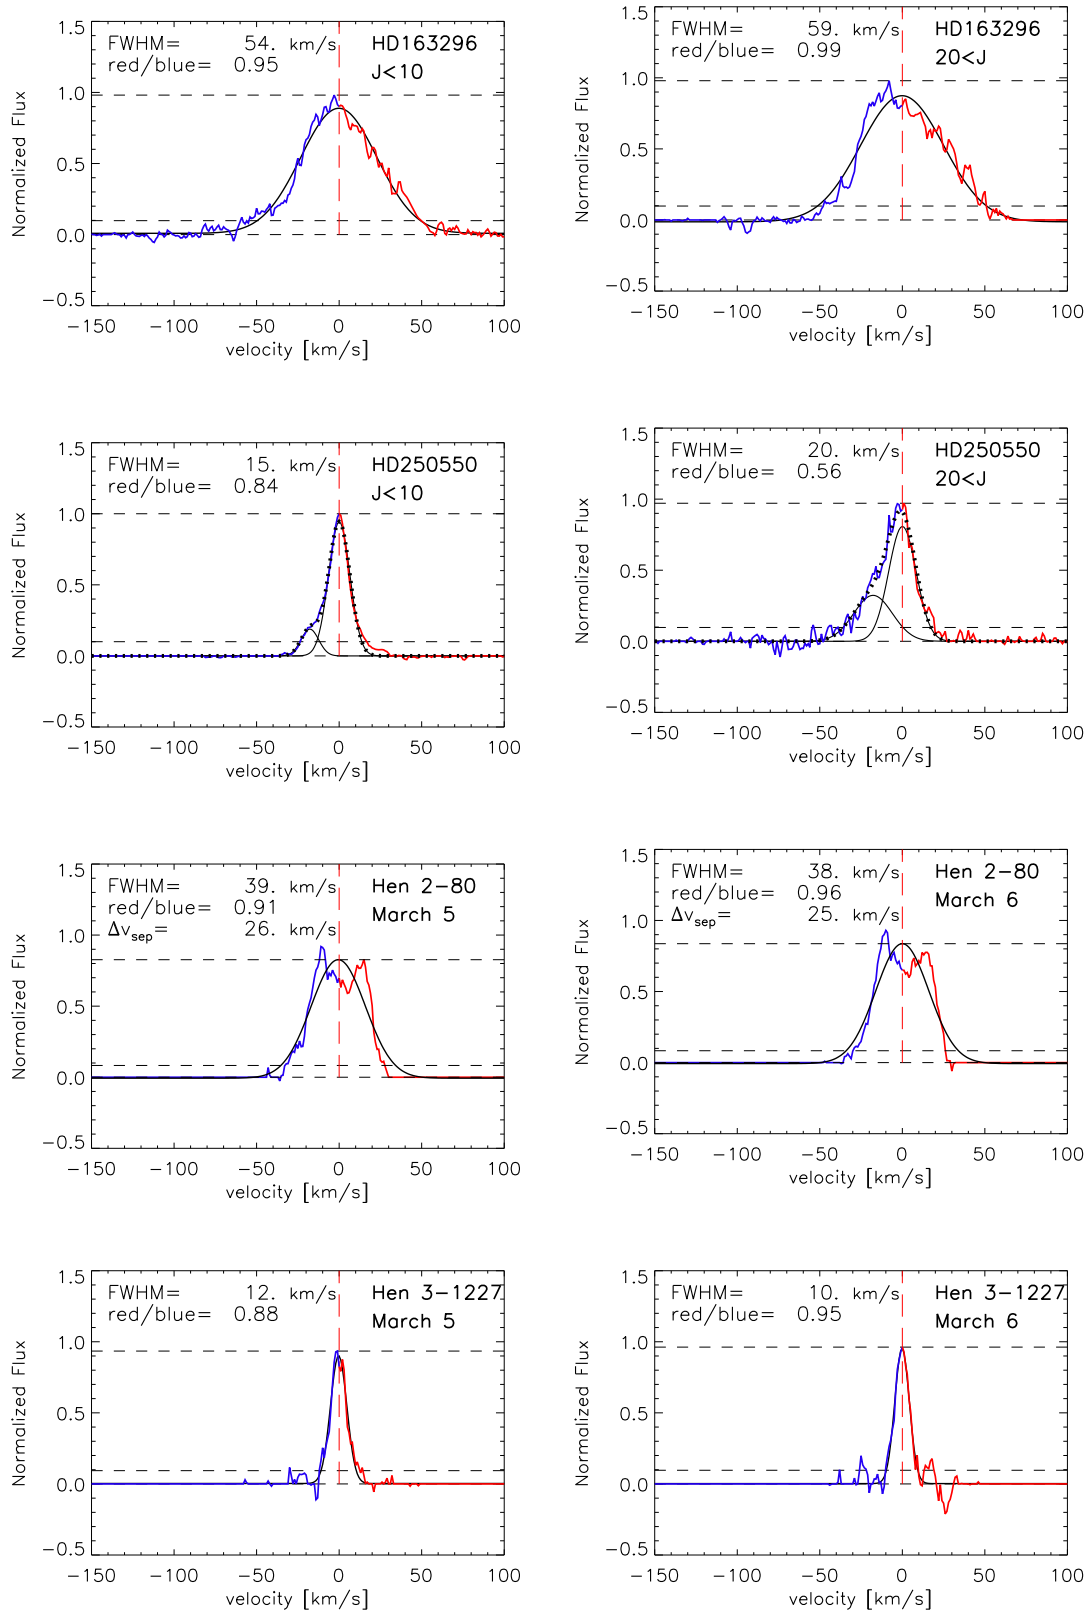 FWHM= 54. km/s HD163296
red/blue= 0.95 J<10
1.5
1.0
0.5
0.0
-0.5
Normalized Flux
-150 -100 -50 0 50 100
velocity [km/s]
FWHM= 59. km/s HD163296
red/blue= 0.99 20<J
1.5
1.0
0.5
0.0
-0.5
Normalized Flux
-150 -100 -50 0 50 100
velocity [km/s]
FWHM= 15. km/s HD250550
red/blue= 0.84 J<10
1.5
1.0
0.5
0.0
-0.5
Normalized Flux
-150 -100 -50 0 50 100
velocity [km/s]
FWHM= 20. km/s HD250550
red/blue= 0.56 20<J
1.5
1.0
0.5
0.0
-0.5
Normalized Flux
-150 -100 -50 0 50 100
velocity [km/s]
FWHM= 39. km/s Hen 2-80
red/blue= 0.91 March 5
Δvsep= 26. km/s
1.5
1.0
0.5
0.0
-0.5
Normalized Flux
-150 -100 -50 0 50 100
velocity [km/s]
FWHM= 38. km/s Hen 2-80
red/blue= 0.96 March 6
Δvsep= 25. km/s
1.5
1.0
0.5
0.0
-0.5
Normalized Flux
-150 -100 -50 0 50 100
velocity [km/s]
FWHM= 12. km/s Hen 3-1227
red/blue= 0.88 March 5
1.5
1.0
0.5
0.0
-0.5
Normalized Flux
-150 -100 -50 0 50 100
velocity [km/s]
FWHM= 10. km/s Hen 3-1227
red/blue= 0.95 March 6
1.5
1.0
0.5
0.0
-0.5
Normalized Flux
-150 -100 -50 0 50 100
velocity [km/s]